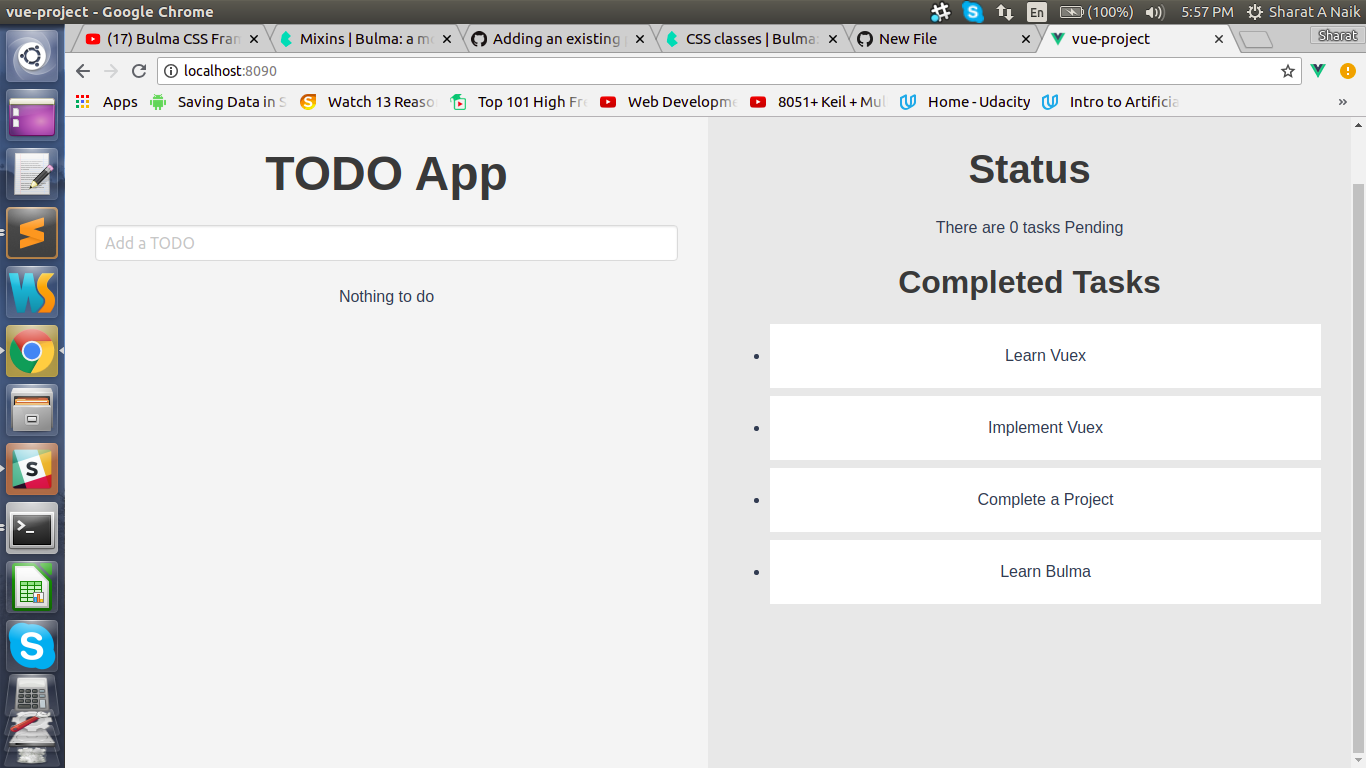 vue-project - Google Chrome
En
(100%)
5:57 PM
Sharat A Naik
(17) Bulma CSS Fran
Mixins | Bulma: a mo
Adding an existing p
CSS classes | Bulma:
New File
vue-project
Sharat
localhost:8090
Apps
Saving Data in S
Watch 13 Reaso
Top 101 High Fre
Web Developme
8051+ Keil + Mul
Home - Udacity
Intro to Artificia
»
TODO App
Add a TODO
Nothing to do
Status
There are 0 tasks Pending
Completed Tasks
Learn Vuex
Implement Vuex
Complete a Project
Learn Bulma
WS
S
>_
S